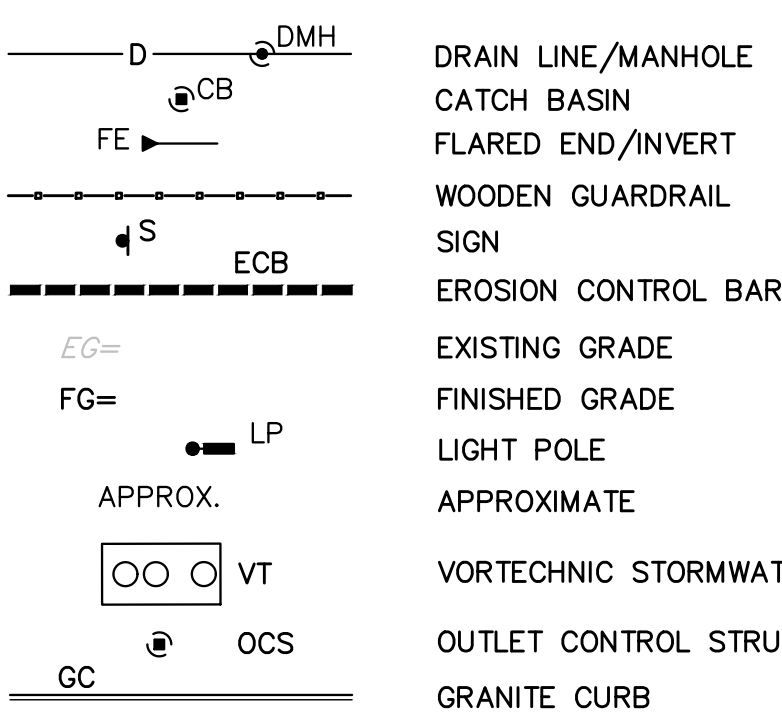 D DMH DRAIN LINE/MANHOLE
CB CATCH BASIN
FE FLARED END/INVERT
WOODEN GUARDRAIL
S SIGN
ECB EROSION CONTROL BAR
EG= EXISTING GRADE
FG= FINISHED GRADE
LP LIGHT POLE
APPROX. APPROXIMATE
VT VORTECHNIC STORMWAT
OCS OUTLET CONTROL STRU
GC GRANITE CURB